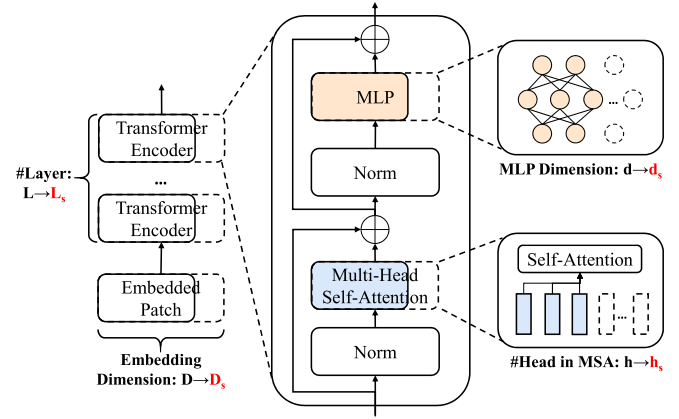 Transformer
Encoder
...
#Layer:
L→Lₛ
Transformer
Encoder
Embedded
Patch
Embedding
Dimension: D→Dₛ
MLP
Norm
Multi-Head
Self-Attention
Norm
...
MLP Dimension: d→dₛ
Self-Attention
...
#Head in MSA: h→hₛ